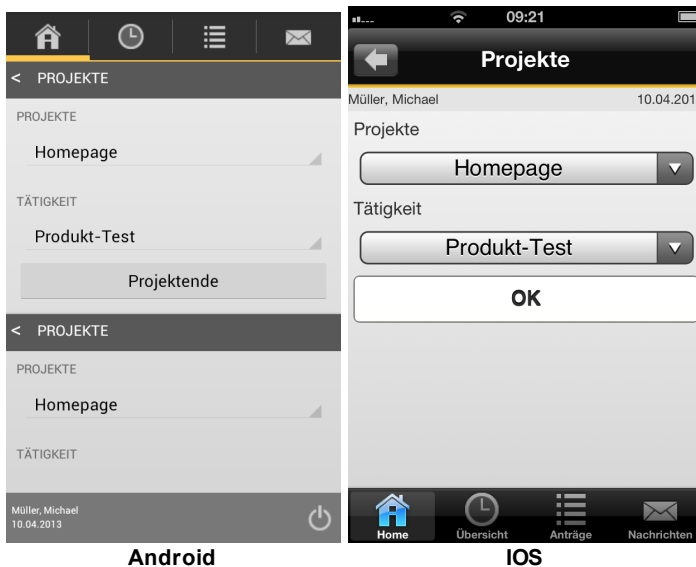 < PROJEKTE
PROJEKTE
Homepage
TÄTIGKEIT
Produkt-Test
Projektende
< PROJEKTE
PROJEKTE
Homepage
TÄTIGKEIT
Müller, Michael
10.04.2013
Android
09:21
Projekte
Müller, Michael 10.04.201
Projekte
Homepage
Tätigkeit
Produkt-Test
OK
Home Übersicht Anträge Nachrichten
IOS